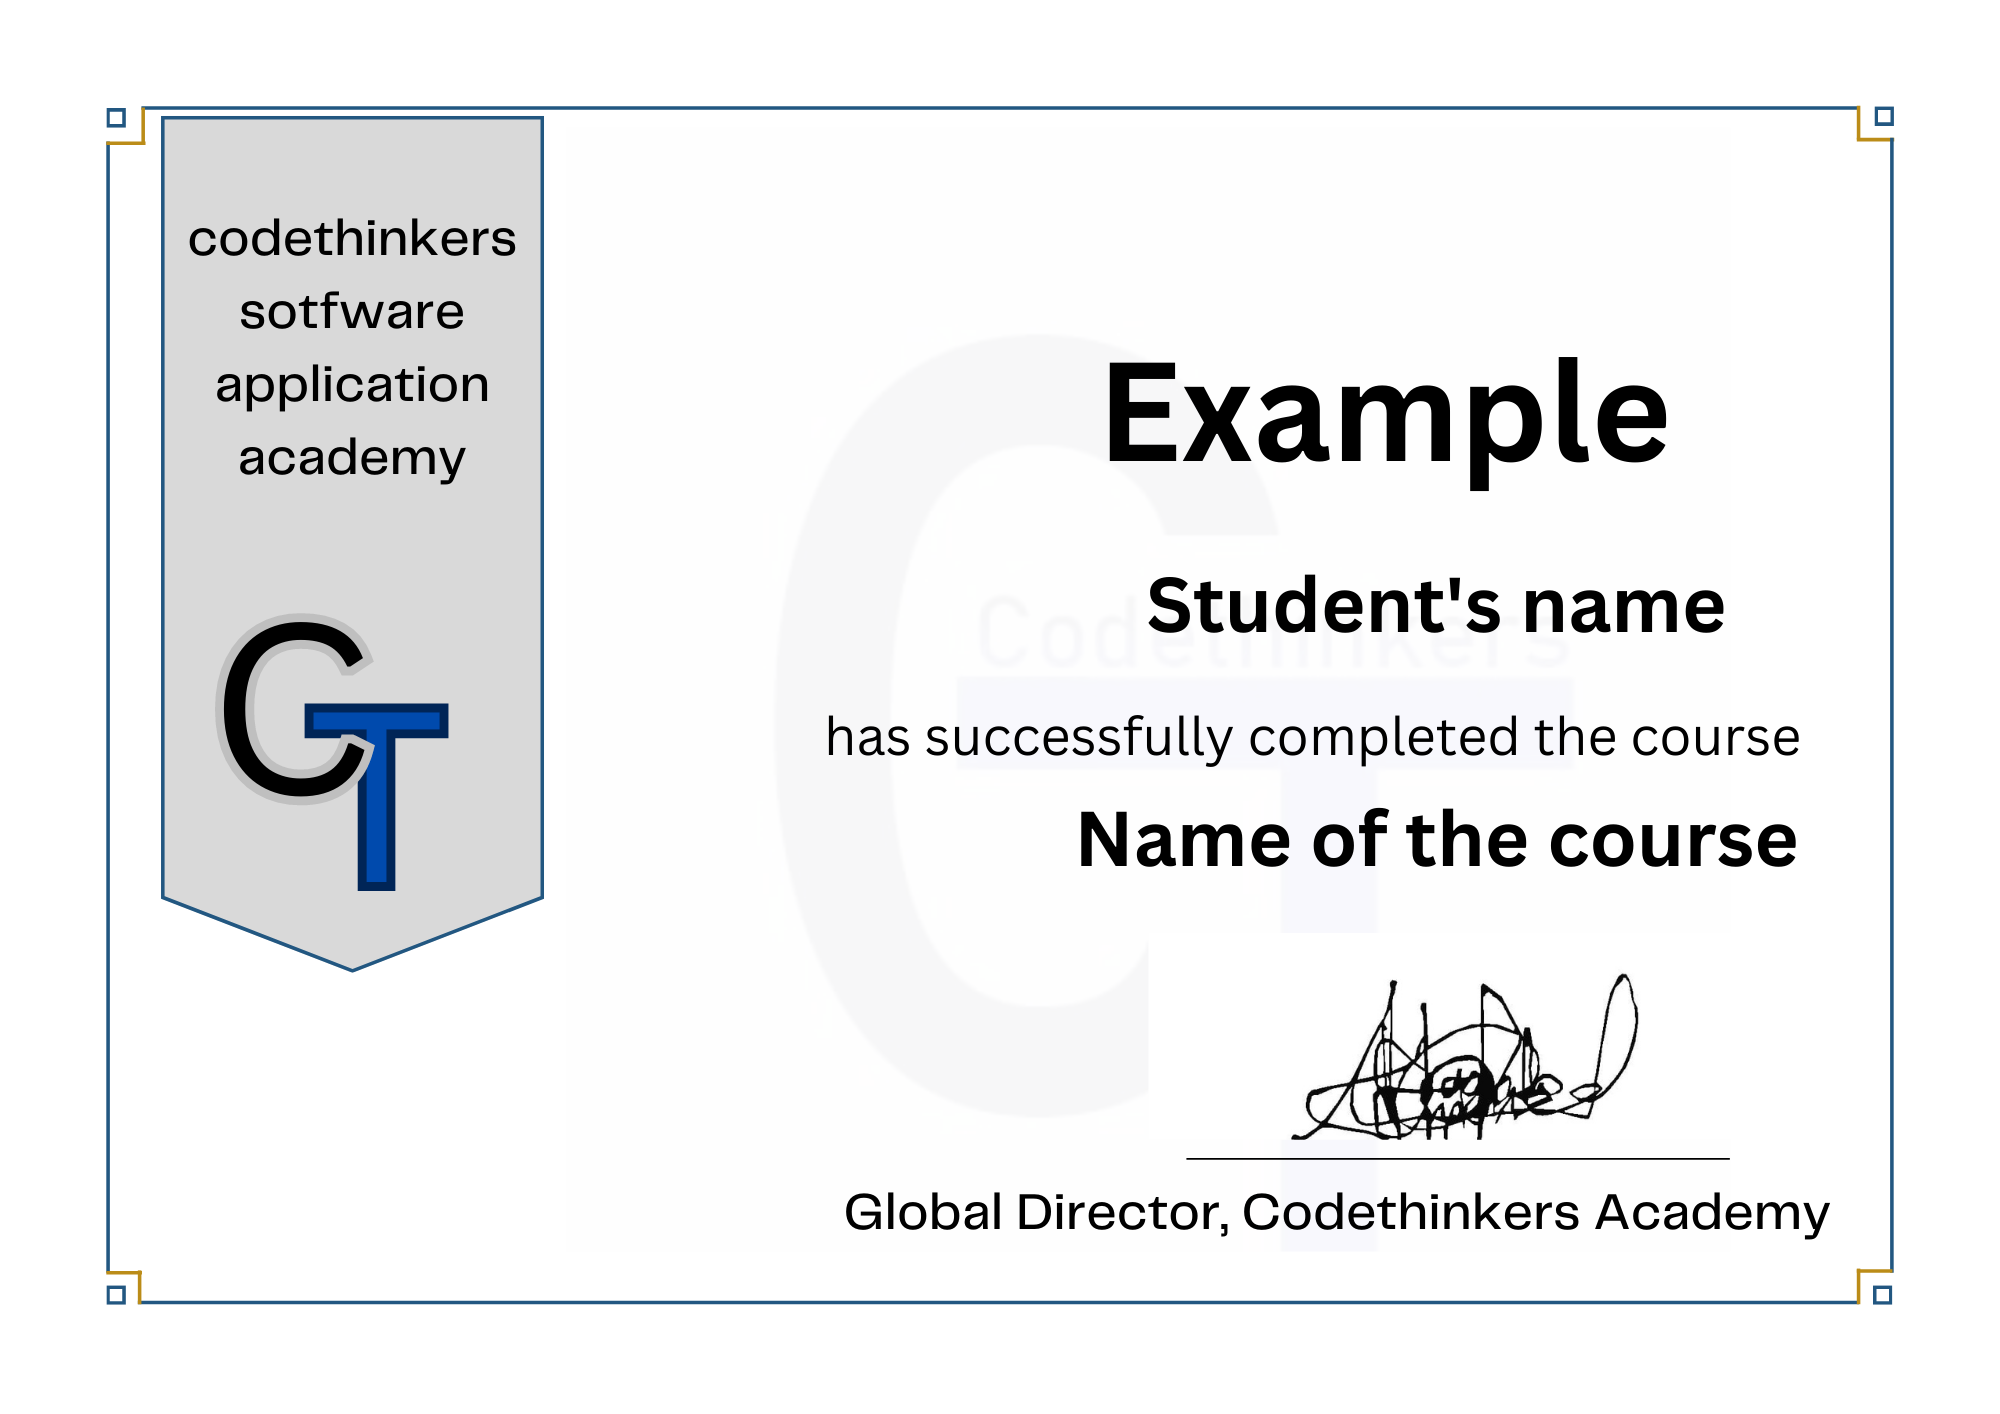 codethinkers
sotfware
application
academy
CT
Example
Student's name
Codethinkers
has successfully completed the course
Name of the course
Global Director, Codethinkers Academy